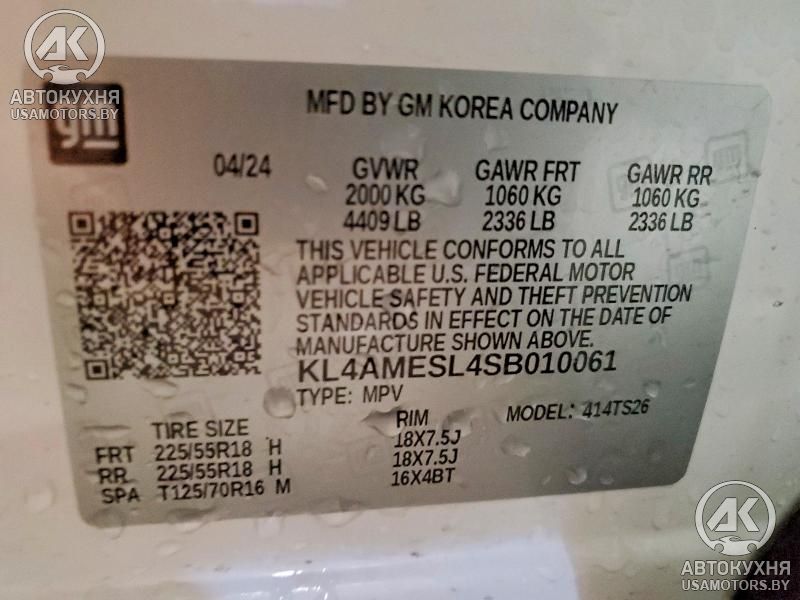 AK
АВТОКУХНЯ
USAMOTORS.BY
gm
MFD BY GM KOREA COMPANY
04/24 GVWR GAWR FRT GAWR RR
2000 KG 1060 KG 1060 KG
4409 LB 2336 LB 2336 LB
THIS VEHICLE CONFORMS TO ALL
APPLICABLE U.S. FEDERAL MOTOR
VEHICLE SAFETY AND THEFT PREVENTION
STANDARDS IN EFFECT ON THE DATE OF
MANUFACTURE SHOWN ABOVE.
KL4AMESL4SB010061
TYPE: MPV MODEL: 414TS26
TIRE SIZE RIM
FRT 225/55R18 H 18X7.5J
RR 225/55R18 H 18X7.5J
SPA T125/70R16 M 16X4BT
AK
АВТОКУХНЯ
USAMOTORS.BY